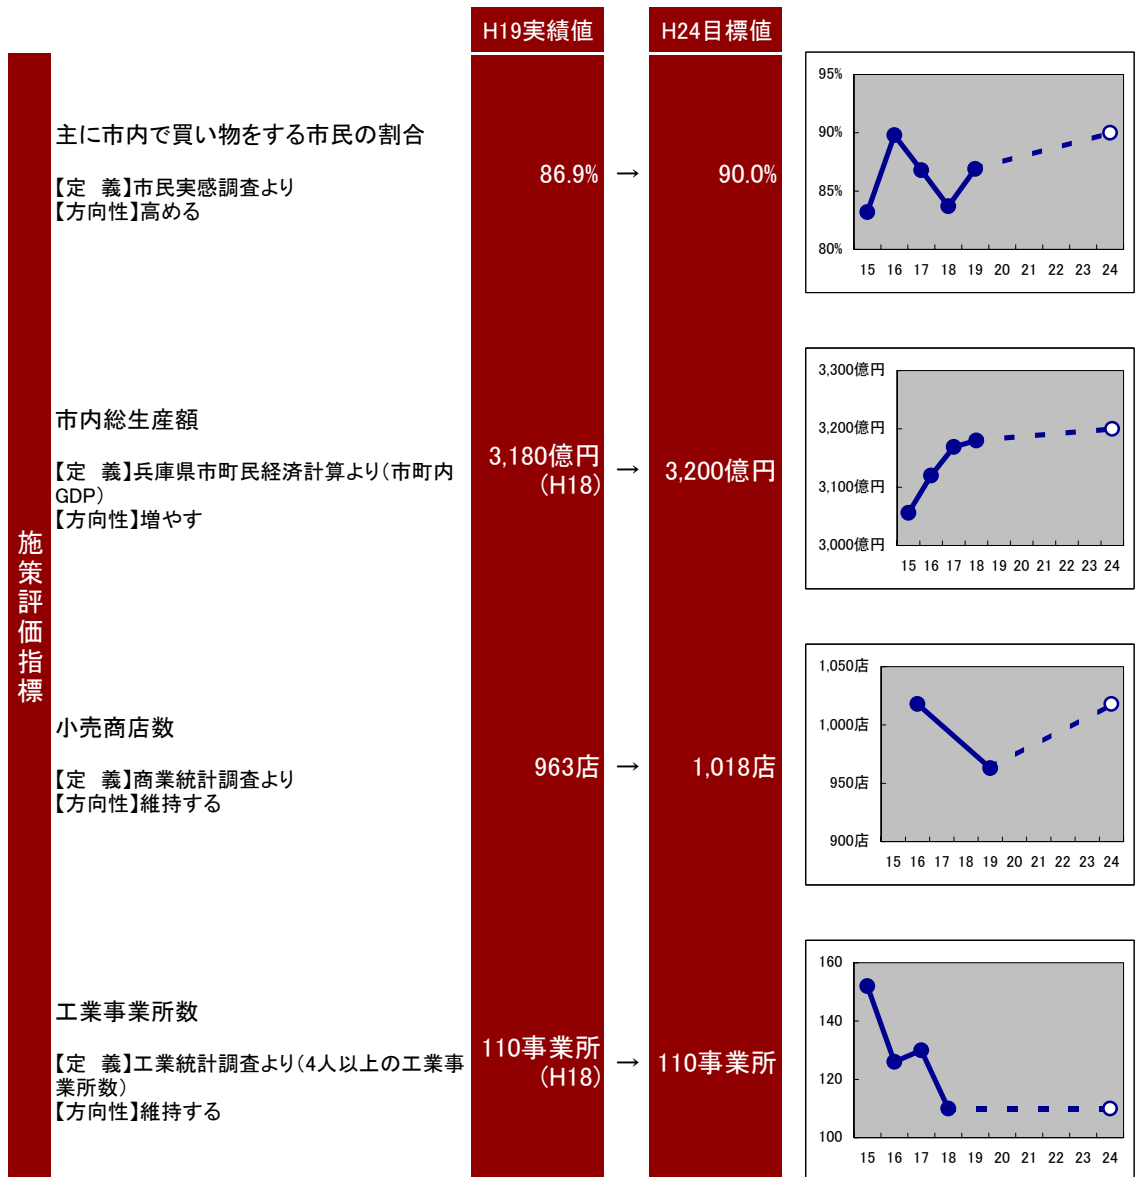 H19実績値
H24目標値
施策評価指標
主に市内で買い物をする市民の割合
【定　義】市民実感調査より
【方向性】高める
86.9%
→
90.0%
95%
90%
85%
80%
15 16 17 18 19 20 21 22 23 24
市内総生産額
【定　義】兵庫県市町民経済計算より（市町内
GDP）
【方向性】増やす
3,180億円
(H18)
→
3,200億円
3,300億円
3,200億円
3,100億円
3,000億円
15 16 17 18 19 20 21 22 23 24
小売商店数
【定　義】商業統計調査より
【方向性】維持する
963店
→
1,018店
1,050店
1,000店
950店
900店
15 16 17 18 19 20 21 22 23 24
工業事業所数
【定　義】工業統計調査より（4人以上の工業事
業所数）
【方向性】維持する
110事業所
(H18)
→
110事業所
160
140
120
100
15 16 17 18 19 20 21 22 23 24